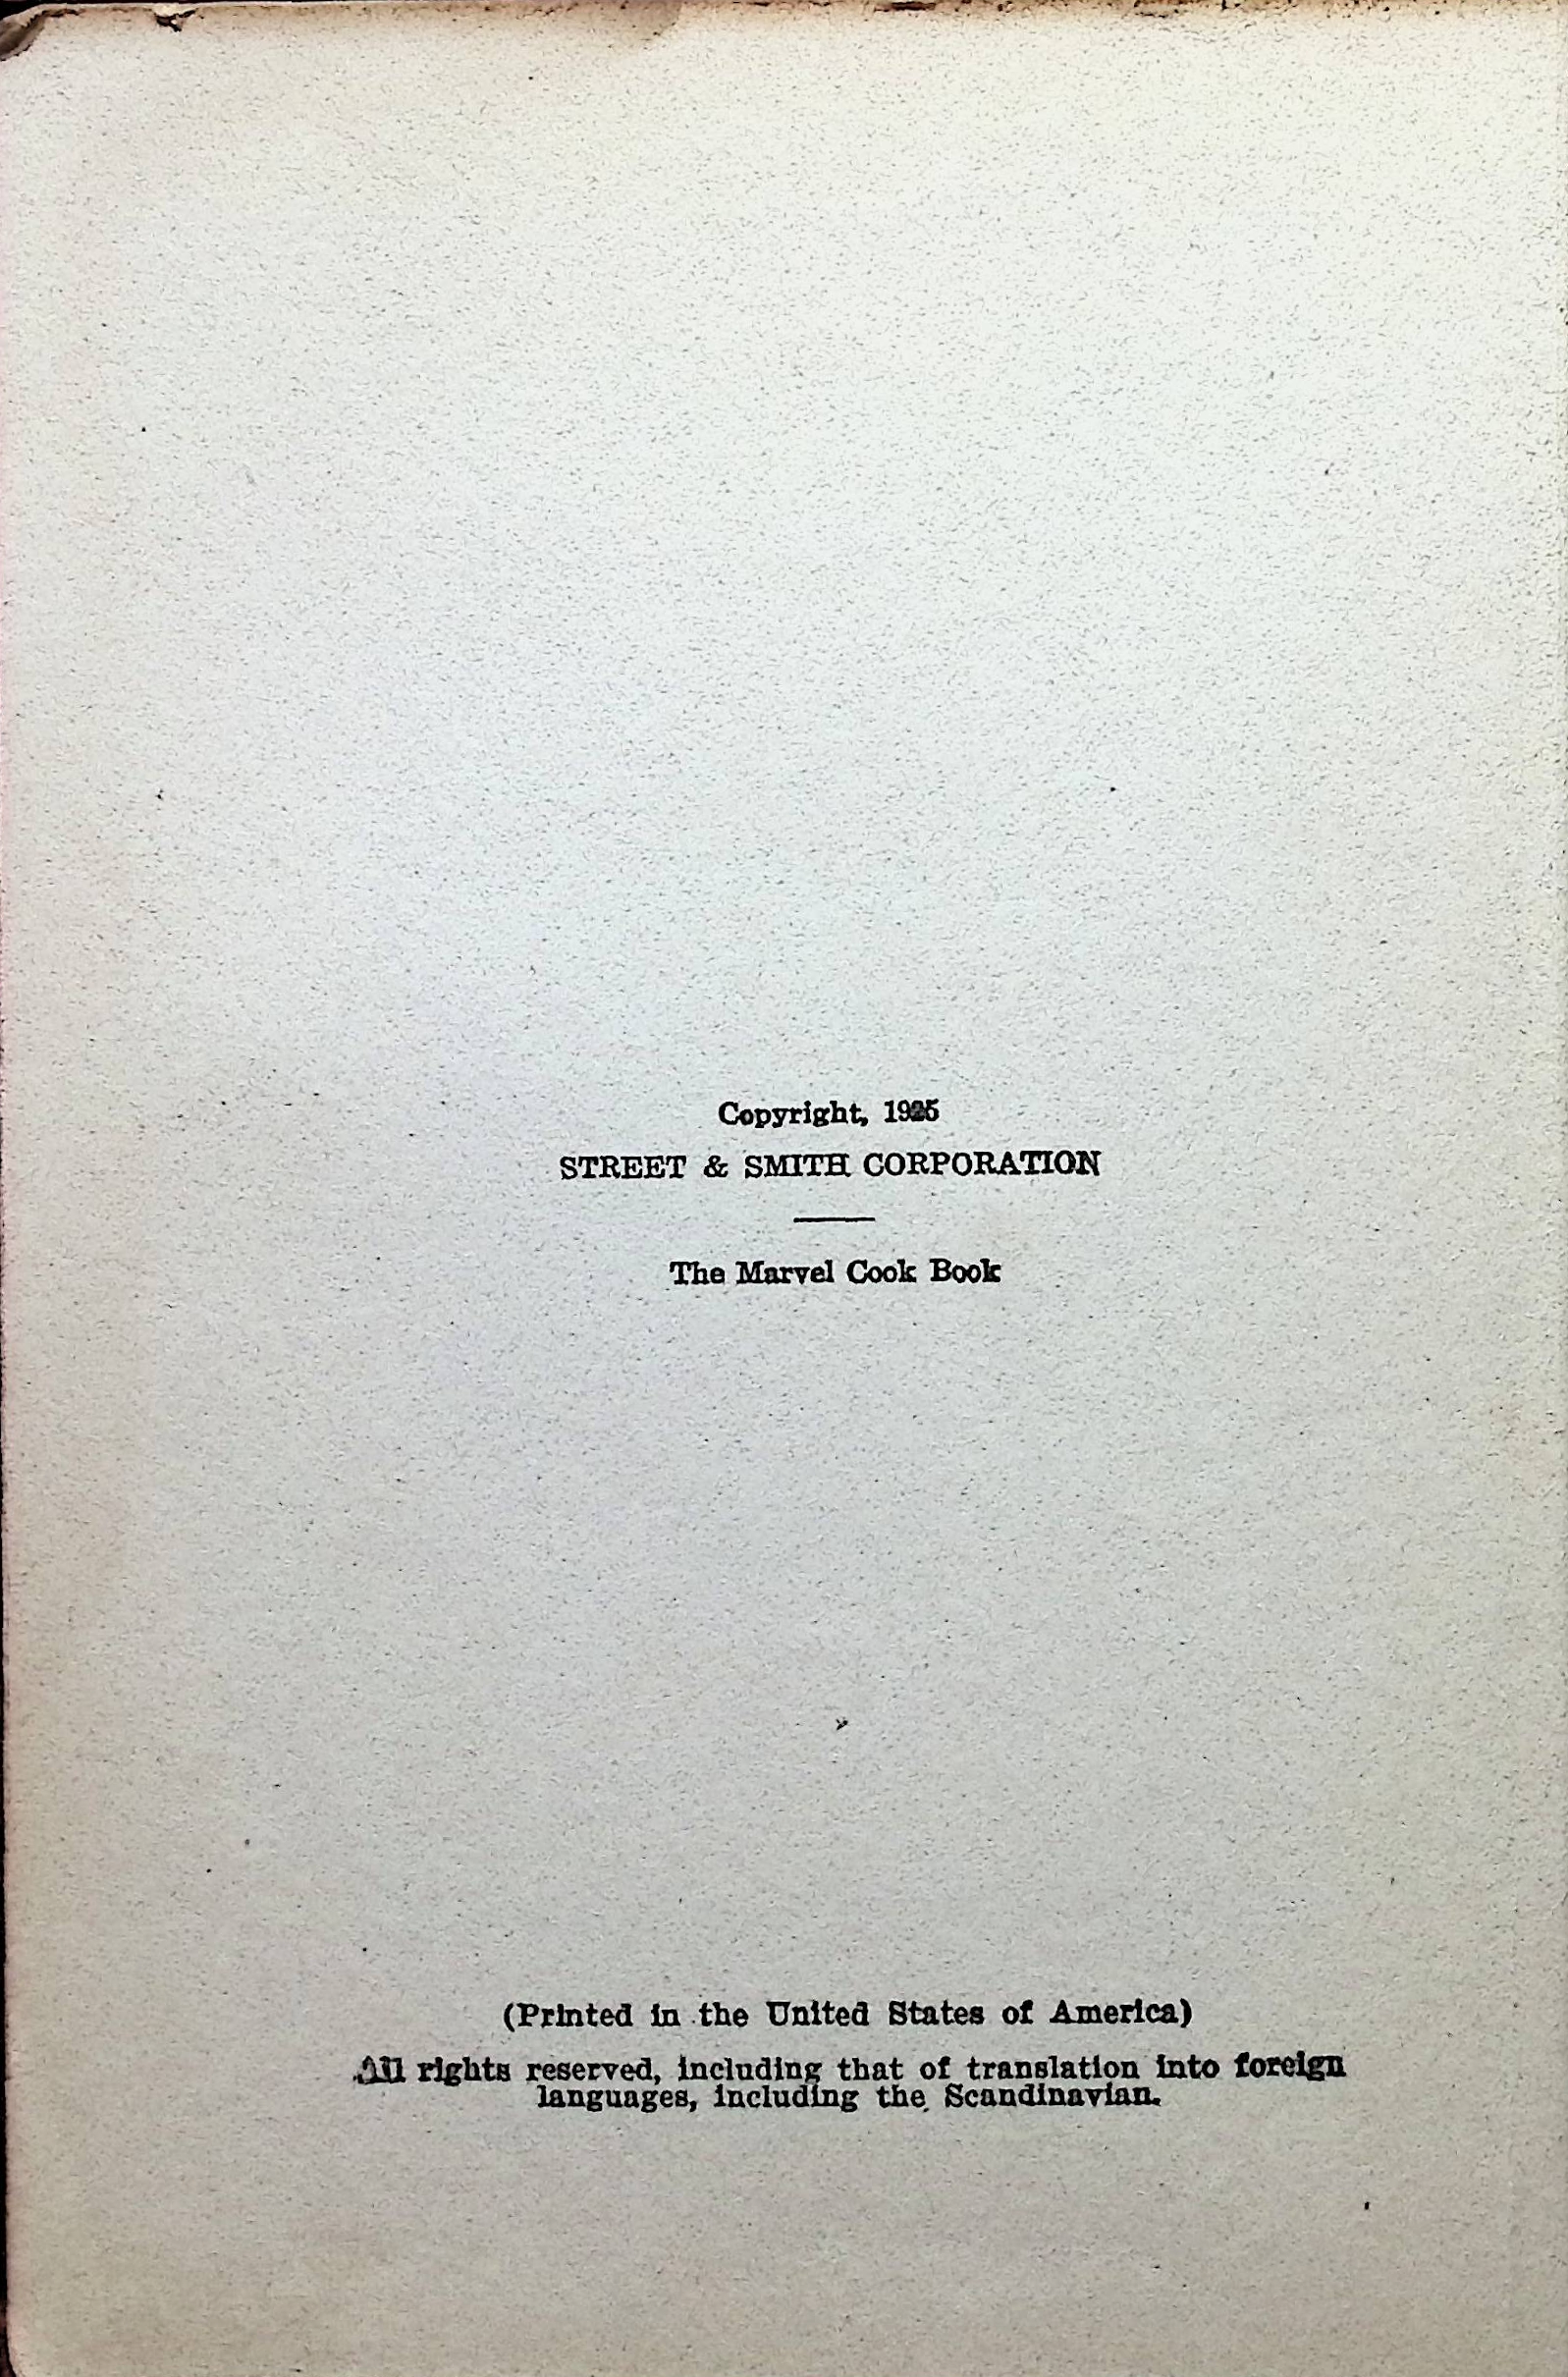 Copyright, 1925
STREET & SMITH CORPORATION
The Marvel Cook Book
(Printed in the United States of America)
All rights reserved, including that of translation into foreign
languages, including the Scandinavian.